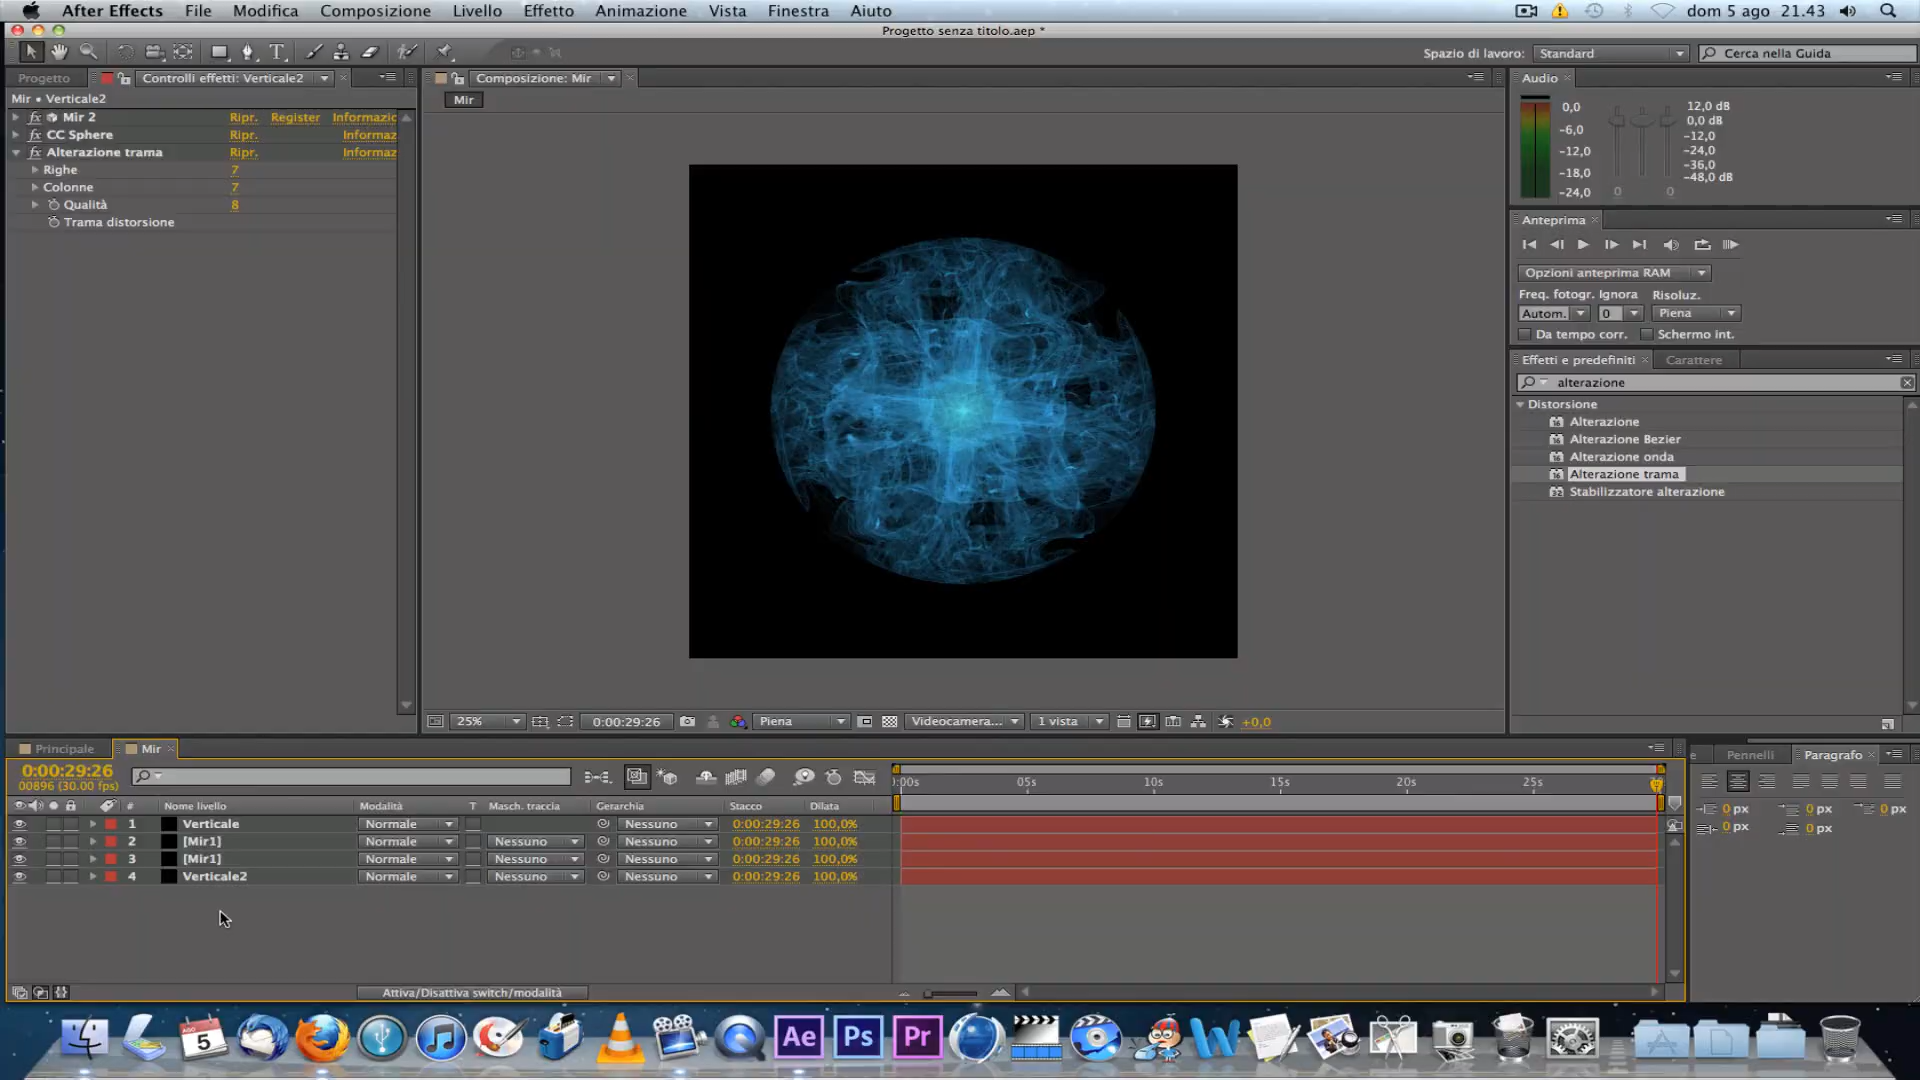 After Effects File Modifica Composizione Livello Effetto Animazione Vista Finestra Aiuto dom 5 ago 21.43
Progetto senza titolo.aep *
Spazio di lavoro: Standard Cerca nella Guida
Progetto Controlli effetti: Verticale2 Composizione: Mir Audio
Mir • Verticale2 Mir
fx Mir 2 Ripr. Register Informazic
fx CC Sphere Ripr. Informaz
fx Alterazione trama Ripr. Informaz
Righe 7
Colonne 7
Qualità 8
Trama distorsione
0,0 12,0 dB
0,0 dB
-6,0 -12,0 dB
-12,0 -24,0 dB
-36,0 dB
-18,0 -48,0 dB
-24,0 0 0
Anteprima
Opzioni anteprima RAM
Freq. fotogr. Ignora Risoluz.
Autom. 0 Piena
Da tempo corr. Schermo int.
Effetti e predefiniti Carattere
alterazione
Distorsione
Alterazione
Alterazione Bezier
Alterazione onda
Alterazione trama
Stabilizzatore alterazione
25% 0:00:29:26 Piena Videocamera... 1 vista +0,0
Principale Mir Pennelli Paragrafo
0:00:29:26
00896 (30.00 fps)
:00s 05s 10s 15s 20s 25s
# Nome livello Modalità T Masch. traccia Gerarchia Stacco Dilata
1 Verticale Normale Nessuno 0:00:29:26 100,0%
2 [Mir1] Normale Nessuno Nessuno 0:00:29:26 100,0%
3 [Mir1] Normale Nessuno Nessuno 0:00:29:26 100,0%
4 Verticale2 Normale Nessuno Nessuno 0:00:29:26 100,0%
0 px 0 px 0 px
0 px 0 px
Attiva/Disattiva switch/modalità
AGO
5
Ae Ps Pr W